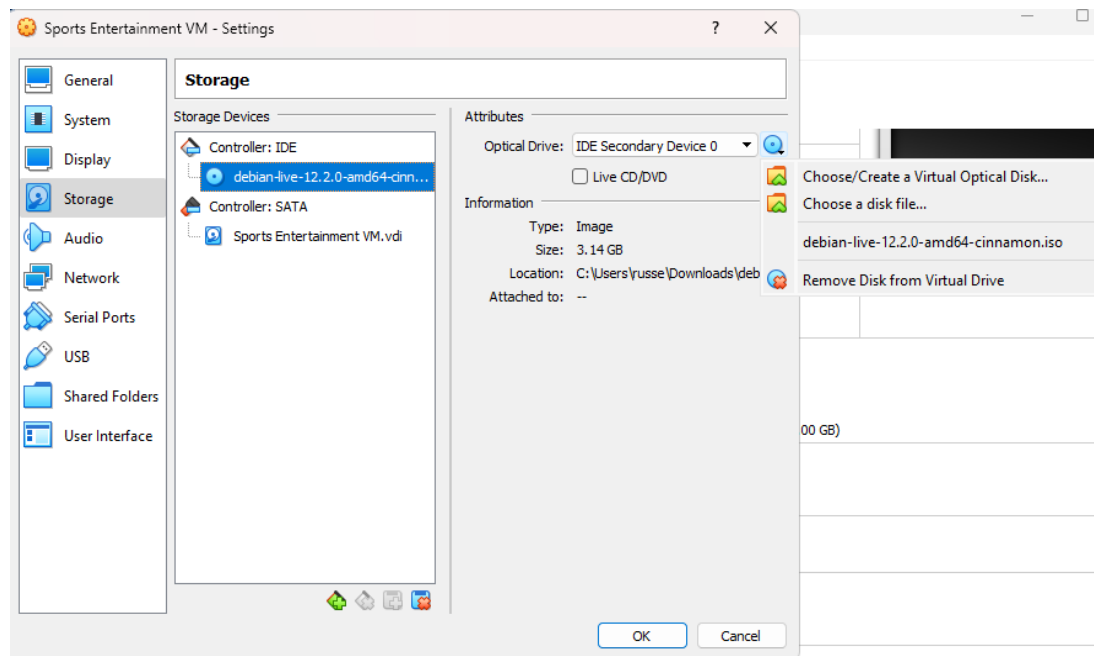 Sports Entertainment VM - Settings
?
General
System
Display
Storage
Audio
Network
Serial Ports
USB
Shared Folders
User Interface
Storage
Storage Devices
Controller: IDE
debian-live-12.2.0-amd64-cinn...
Controller: SATA
Sports Entertainment VM.vdi
Attributes
Optical Drive: IDE Secondary Device 0
Live CD/DVD
Information
Type: Image
Size: 3.14 GB
Location: C:\Users\russe\Downloads\deb
Attached to: --
Choose/Create a Virtual Optical Disk...
Choose a disk file...
debian-live-12.2.0-amd64-cinnamon.iso
Remove Disk from Virtual Drive
00 GB)
OK
Cancel